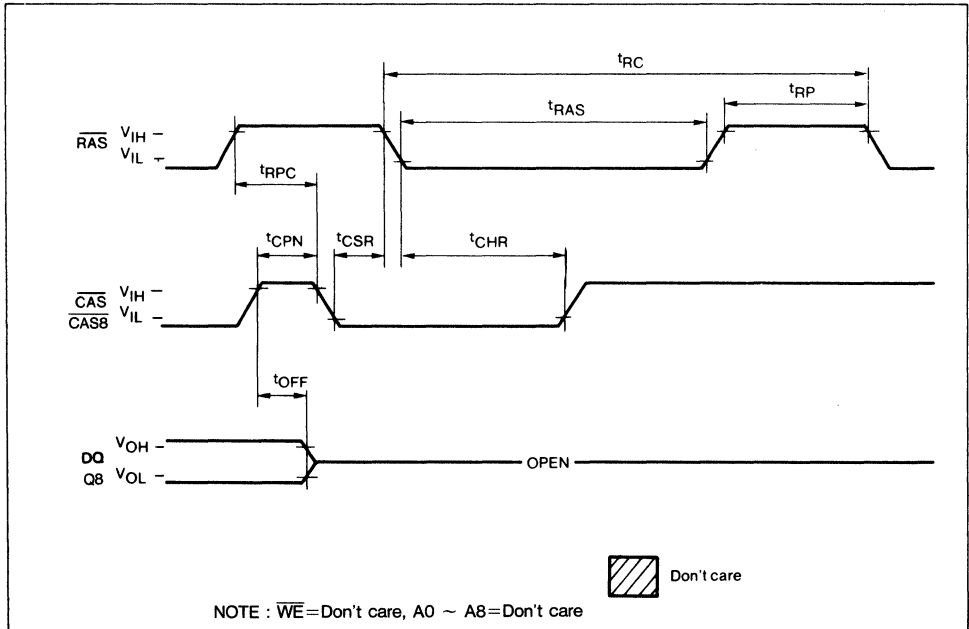 tRC
tRP
tRAS
RAS VIH
VIL
tRPC
tCPN tCSR tCHR
CAS VIH
CAS8 VIL
tOFF
DQ VOH
Q8 VOL
OPEN
Don't care
NOTE : WE=Don't care, A0 ~ A8=Don't care